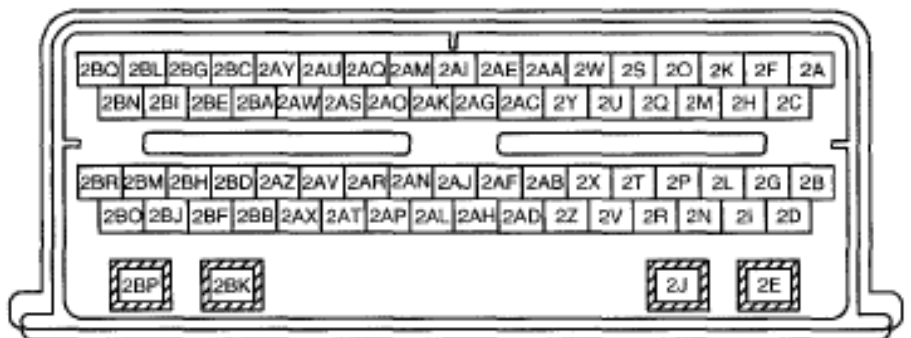 2BQ 2BL 2BG 2BC 2AY 2AU 2AQ 2AM 2AI 2AE 2AA 2W 2S 2O 2K 2F 2A
2BN 2BI 2BE 2BA 2AW 2AS 2AO 2AK 2AG 2AC 2Y 2U 2Q 2M 2H 2C
2BR 2BM 2BH 2BD 2AZ 2AV 2AR 2AN 2AJ 2AF 2AB 2X 2T 2P 2L 2G 2B
2BO 2BJ 2BF 2BB 2AX 2AT 2AP 2AL 2AH 2AD 2Z 2V 2R 2N 2I 2D
2BP 2BK 2J 2E